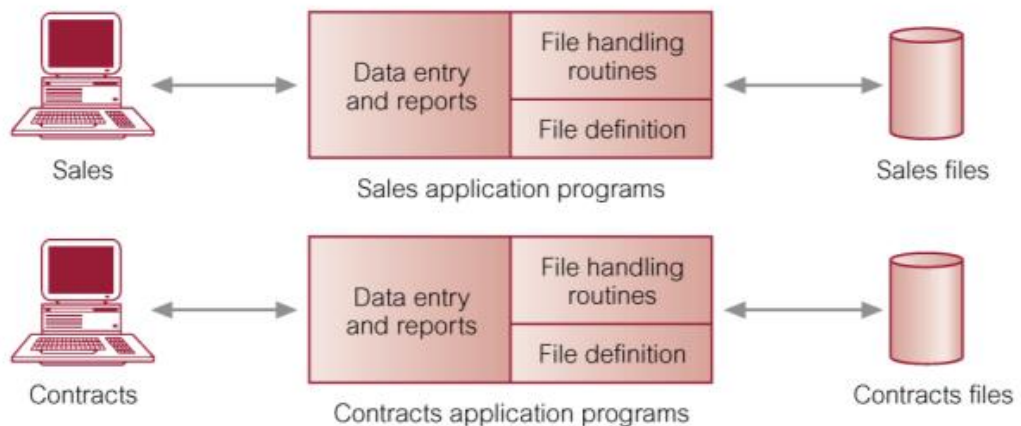 Sales
Data entry
and reports
File handling
routines
File definition
Sales application programs
Sales files
Contracts
Data entry
and reports
File handling
routines
File definition
Contracts application programs
Contracts files